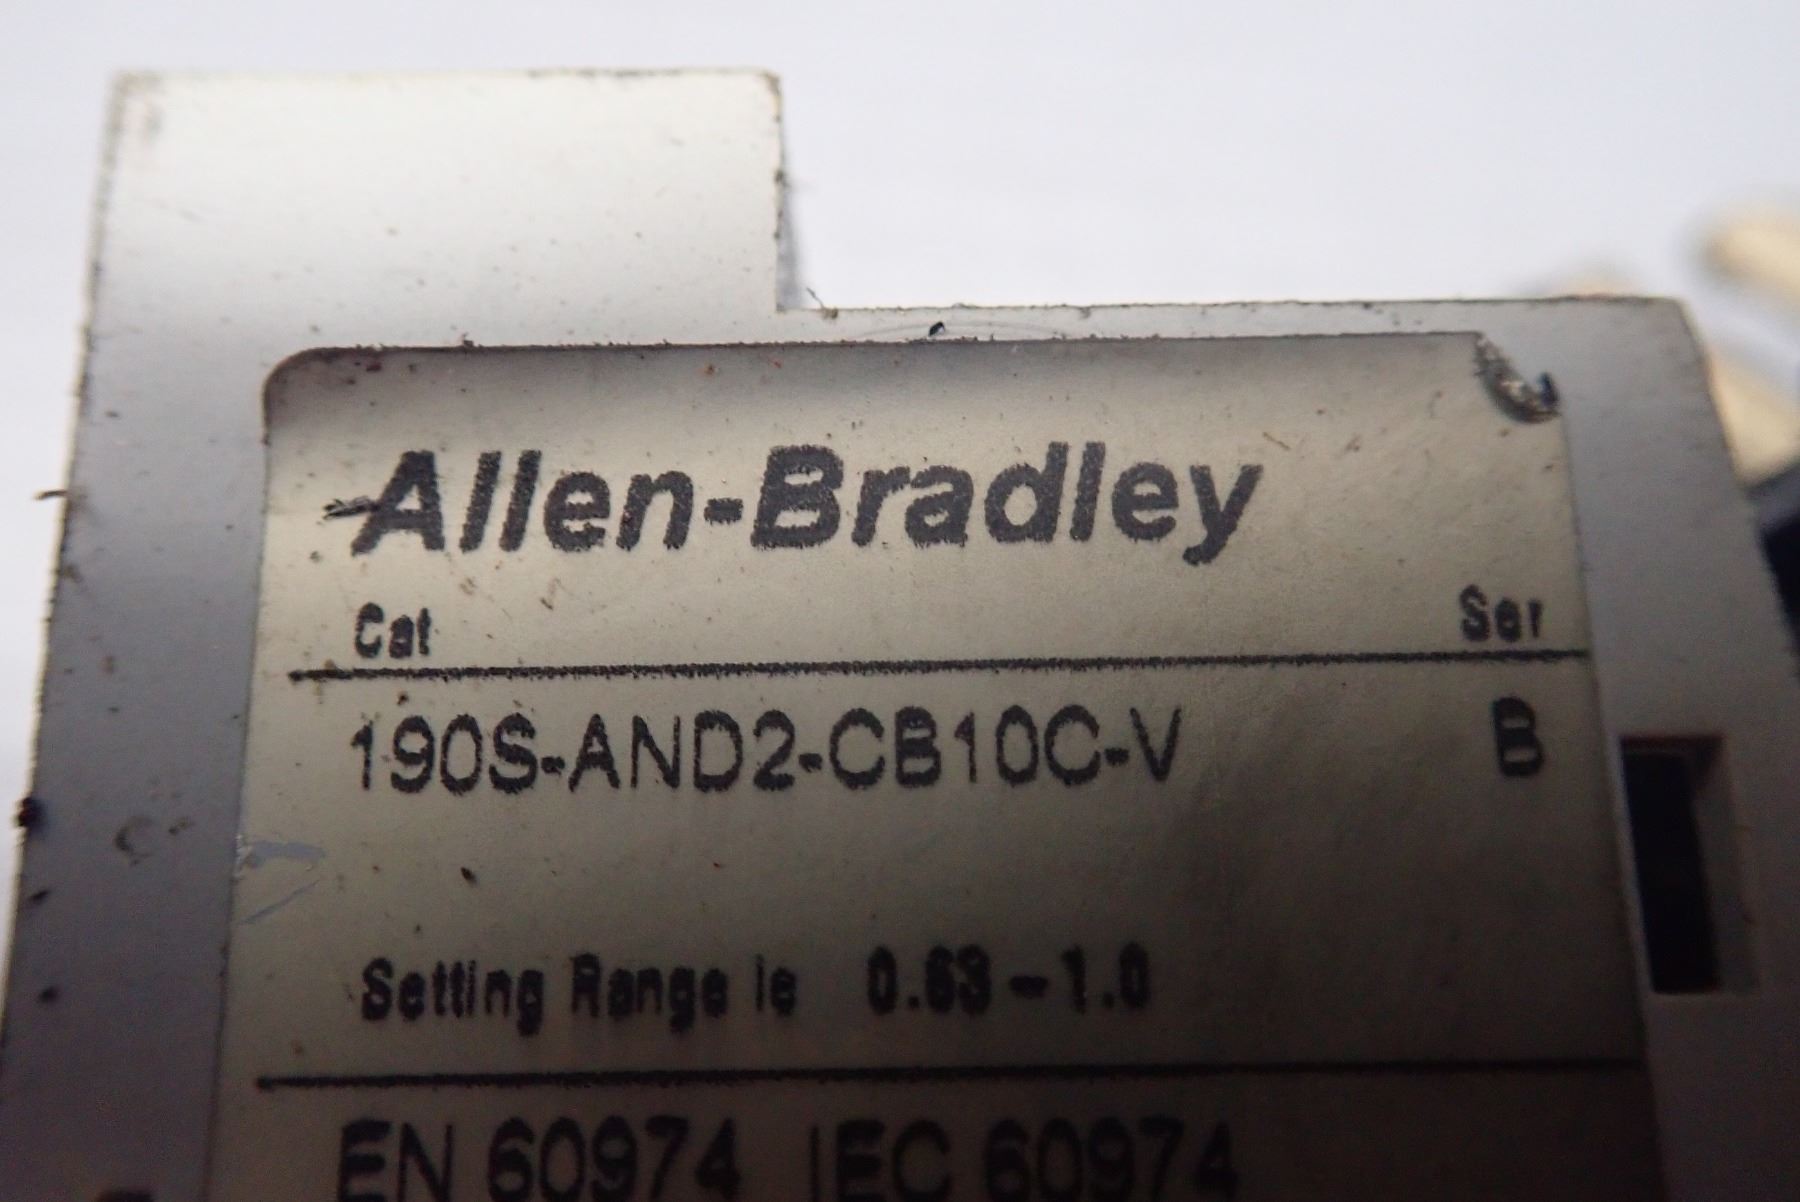 Allen-Bradley
Cat Ser
190S-AND2-CB10C-V B
Setting Range Ie 0.63-1.0
EN 60974 IEC 60974